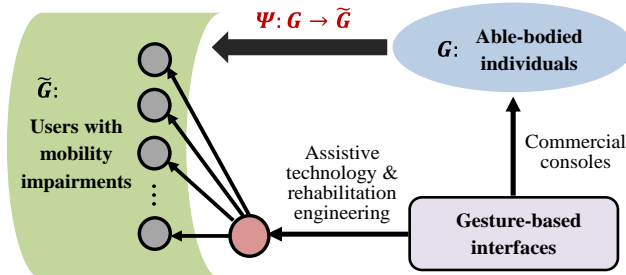 Ψ: G → G̃
G: Able-bodied
individuals
G̃:
Users with
mobility
impairments
⋮
Assistive
technology &
rehabilitation
engineering
Commercial
consoles
Gesture-based
interfaces